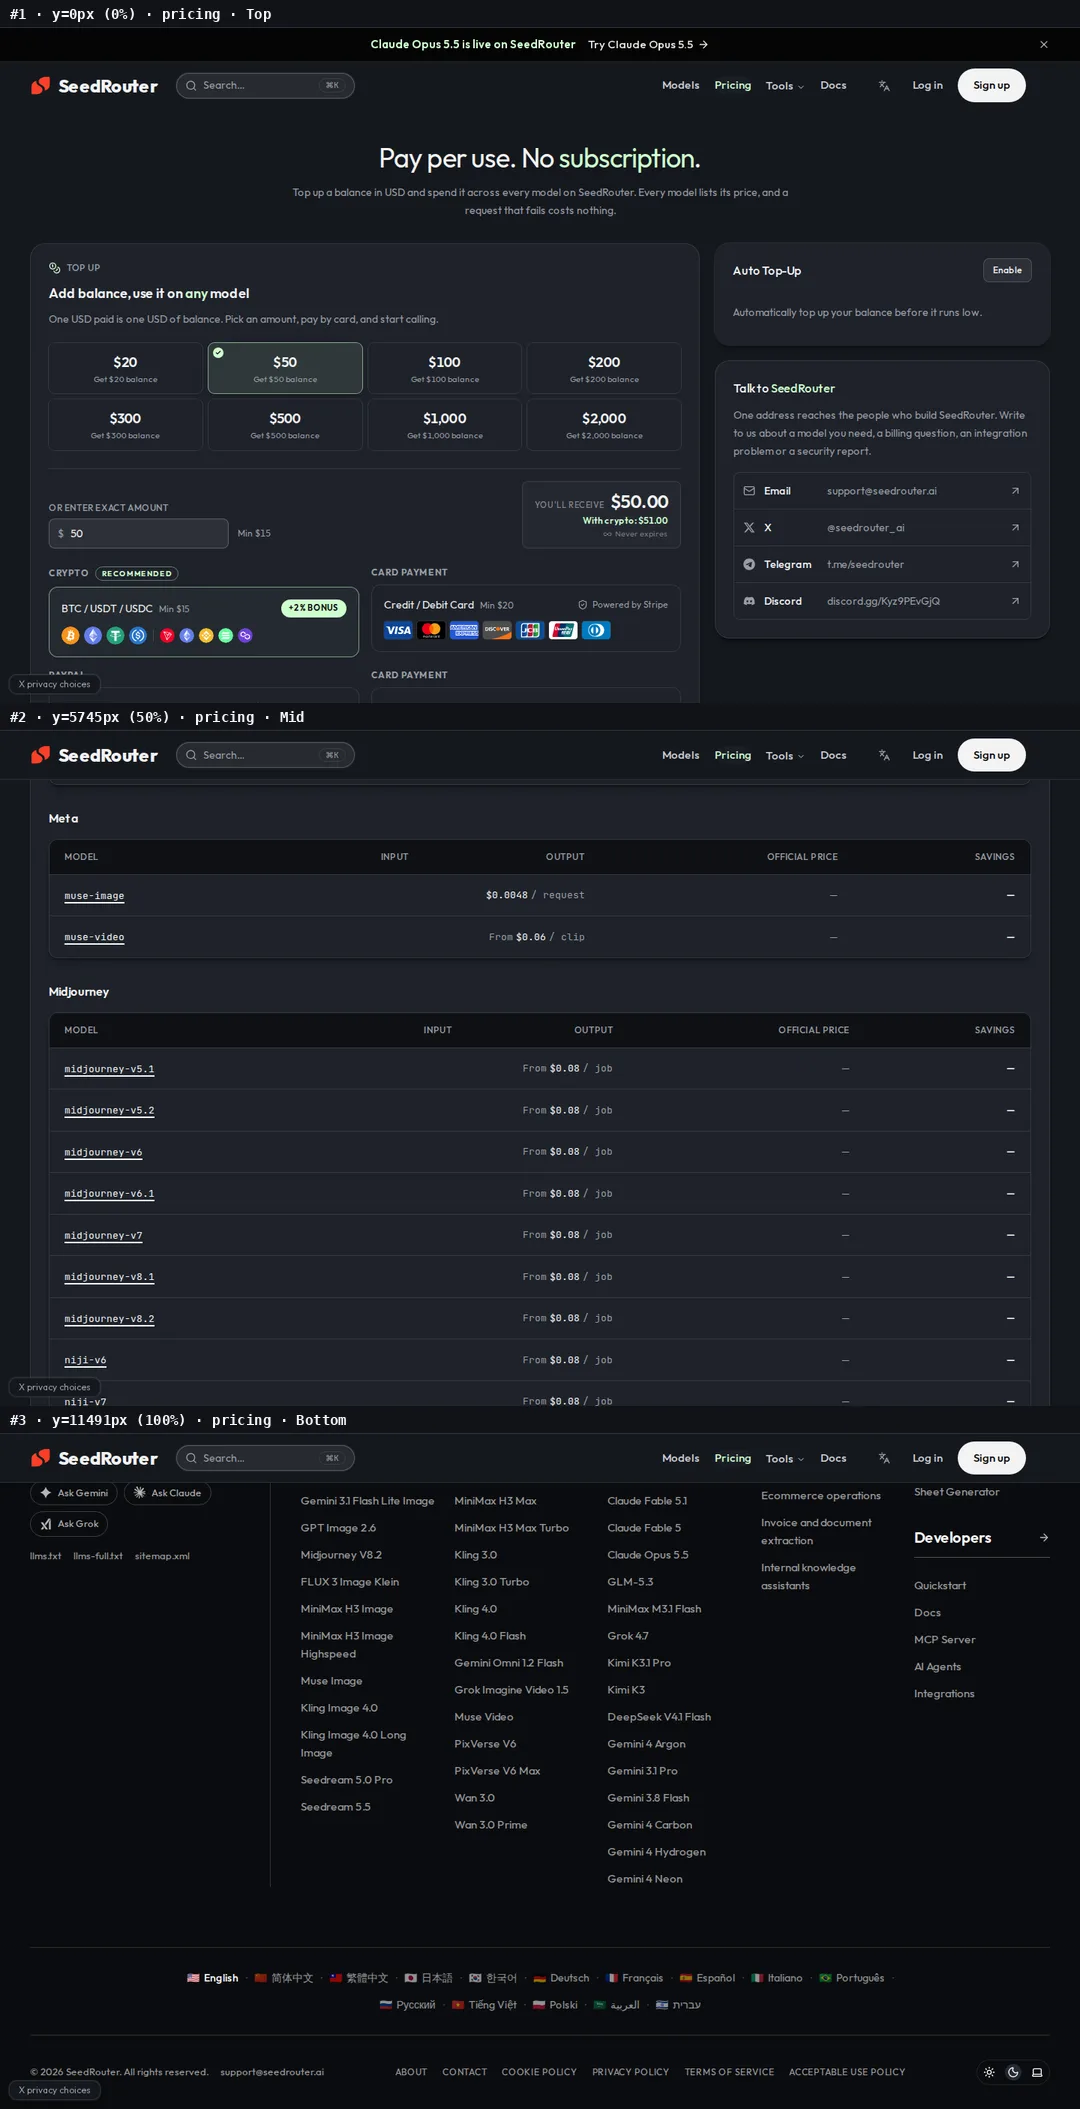 #1 · y=0px (0%) · pricing · Top
Claude Opus 5.5 is live on SeedRouter Try Claude Opus 5.5 →
SeedRouter
Search... ⌘K
Models Pricing Tools Docs Log in Sign up
Pay per use. No subscription.
Top up a balance in USD and spend it across every model on SeedRouter. Every model lists its price, and a
request that fails costs nothing.
TOP UP
Add balance, use it on any model
One USD paid is one USD of balance. Pick an amount, pay by card, and start calling.
$20 $50 $100 $200
Get $20 balance Get $50 balance Get $100 balance Get $200 balance
$300 $500 $1,000 $2,000
Get $300 balance Get $500 balance Get $1,000 balance Get $2,000 balance
OR ENTER EXACT AMOUNT
$ 50 Min $15
YOU'LL RECEIVE $50.00
With crypto: $51.00
∞ Never expires
CRYPTO RECOMMENDED
BTC / USDT / USDC Min $15 +2% BONUS
CARD PAYMENT
Credit / Debit Card Min $20 Powered by Stripe
VISA DISCOVER JCB
PAYPAL
CARD PAYMENT
Auto Top-Up Enable
Automatically top up your balance before it runs low.
Talk to SeedRouter
One address reaches the people who build SeedRouter. Write
to us about a model you need, a billing question, an integration
problem or a security report.
Email support@seedrouter.ai
X @seedrouter_ai
Telegram t.me/seedrouter
Discord discord.gg/Kyz9PEvGjQ
X privacy choices
#2 · y=5745px (50%) · pricing · Mid
SeedRouter
Search... ⌘K
Models Pricing Tools Docs Log in Sign up
Meta
MODEL INPUT OUTPUT OFFICIAL PRICE SAVINGS
muse-image $0.0048 / request — —
muse-video From $0.06 / clip — —
Midjourney
MODEL INPUT OUTPUT OFFICIAL PRICE SAVINGS
midjourney-v5.1 From $0.08 / job — —
midjourney-v5.2 From $0.08 / job — —
midjourney-v6 From $0.08 / job — —
midjourney-v6.1 From $0.08 / job — —
midjourney-v7 From $0.08 / job — —
midjourney-v8.1 From $0.08 / job — —
midjourney-v8.2 From $0.08 / job — —
niji-v6 From $0.08 / job — —
niji-v7 From $0.08 / job — —
X privacy choices
#3 · y=11491px (100%) · pricing · Bottom
SeedRouter
Search... ⌘K
Models Pricing Tools Docs Log in Sign up
Ask Gemini Ask Claude
Ask Grok
llms.txt llms-full.txt sitemap.xml
Gemini 3.1 Flash Lite Image
GPT Image 2.6
Midjourney V8.2
FLUX 3 Image Klein
MiniMax H3 Image
MiniMax H3 Image
Highspeed
Muse Image
Kling Image 4.0
Kling Image 4.0 Long
Image
Seedream 5.0 Pro
Seedream 5.5
MiniMax H3 Max
MiniMax H3 Max Turbo
Kling 3.0
Kling 3.0 Turbo
Kling 4.0
Kling 4.0 Flash
Gemini Omni 1.2 Flash
Grok Imagine Video 1.5
Muse Video
PixVerse V6
PixVerse V6 Max
Wan 3.0
Wan 3.0 Prime
Claude Fable 5.1
Claude Fable 5
Claude Opus 5.5
GLM-5.3
MiniMax M3.1 Flash
Grok 4.7
Kimi K3.1 Pro
Kimi K3
DeepSeek V4.1 Flash
Gemini 4 Argon
Gemini 3.1 Pro
Gemini 3.8 Flash
Gemini 4 Carbon
Gemini 4 Hydrogen
Gemini 4 Neon
Ecommerce operations
Invoice and document
extraction
Internal knowledge
assistants
Sheet Generator
Developers →
Quickstart
Docs
MCP Server
AI Agents
Integrations
English · 简体中文 · 繁體中文 · 日本語 · 한국어 · Deutsch · Français · Español · Italiano · Português ·
Русский · Tiếng Việt · Polski · العربية · עברית
© 2026 SeedRouter. All rights reserved. support@seedrouter.ai
ABOUT CONTACT COOKIE POLICY PRIVACY POLICY TERMS OF SERVICE ACCEPTABLE USE POLICY
X privacy choices